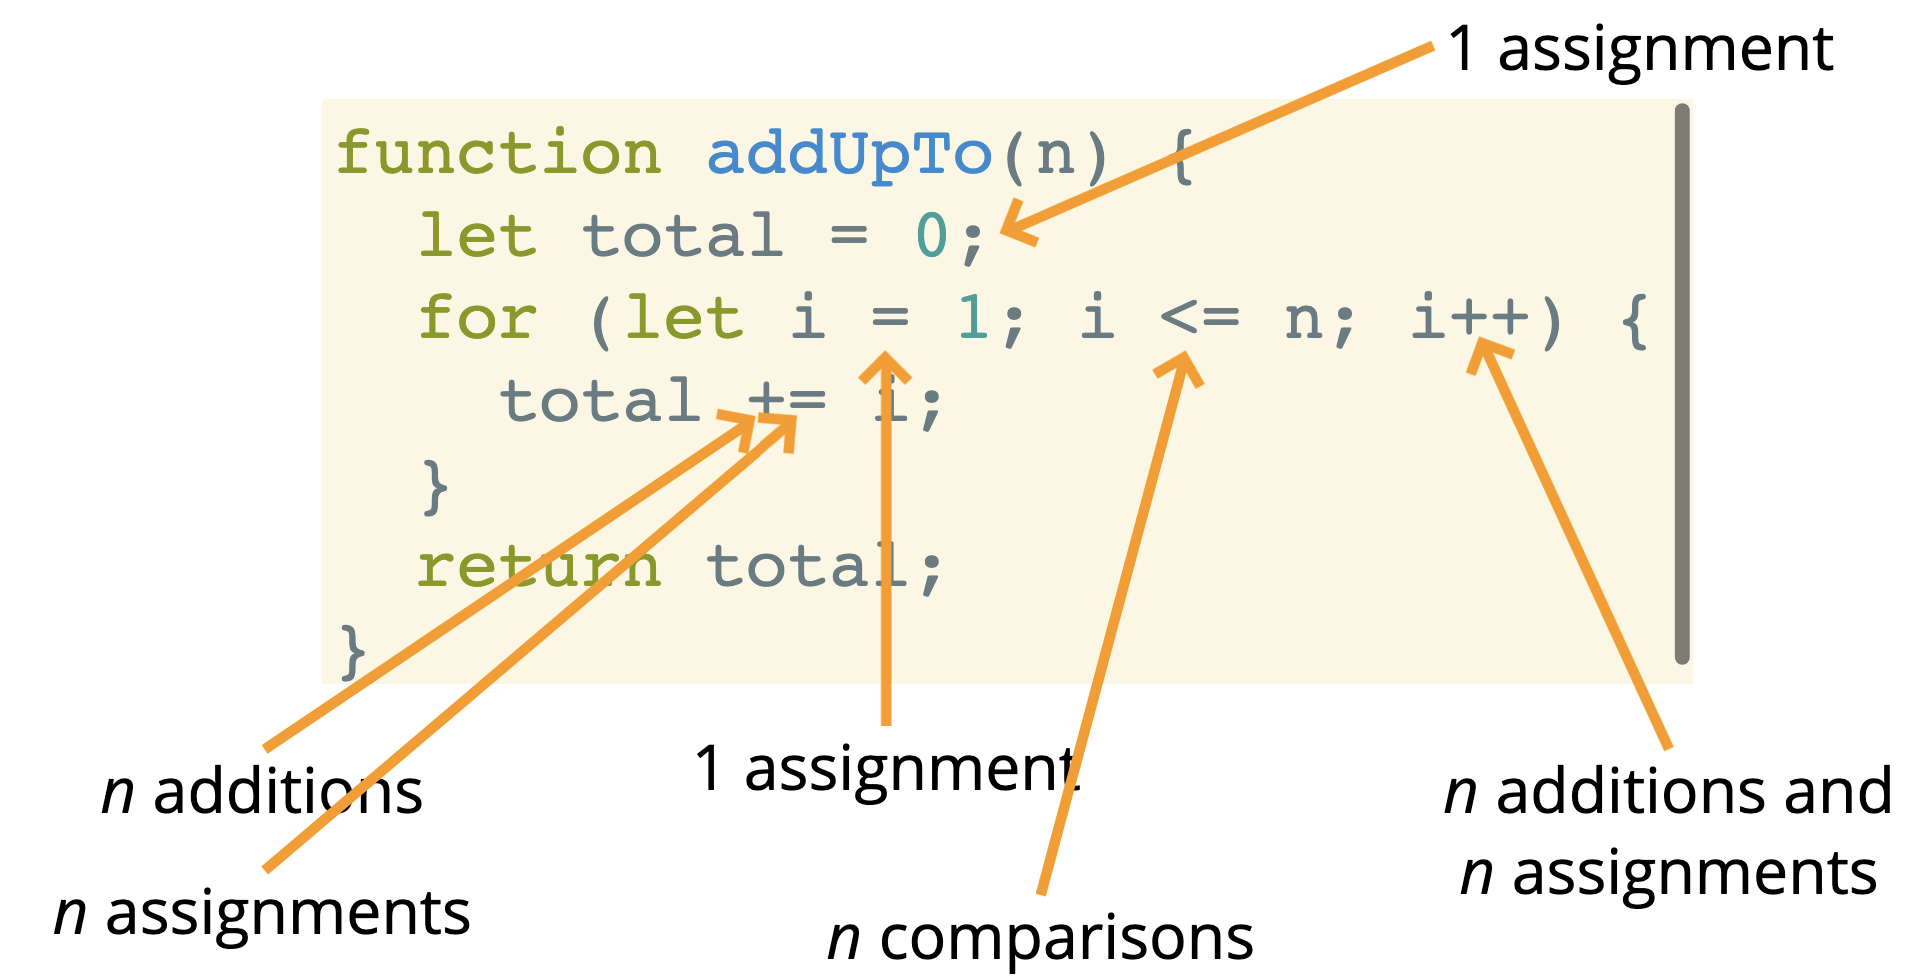 1 assignment
function addUpTo(n) {
  let total = 0;
  for (let i = 1; i <= n; i++) {
    total += i;
  }
  return total;
}
n additions
n assignments
1 assignment
n comparisons
n additions and
n assignments